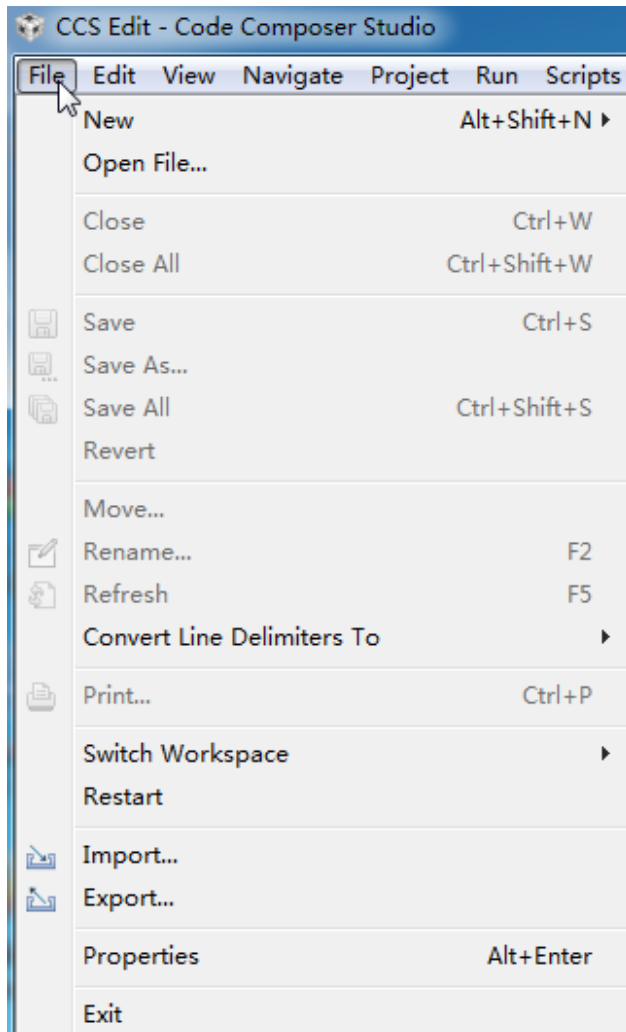 CCS Edit - Code Composer Studio
File Edit View Navigate Project Run Scripts
New Alt+Shift+N
Open File...
Close Ctrl+W
Close All Ctrl+Shift+W
Save Ctrl+S
Save As...
Save All Ctrl+Shift+S
Revert
Move...
Rename... F2
Refresh F5
Convert Line Delimiters To
Print... Ctrl+P
Switch Workspace
Restart
Import...
Export...
Properties Alt+Enter
Exit